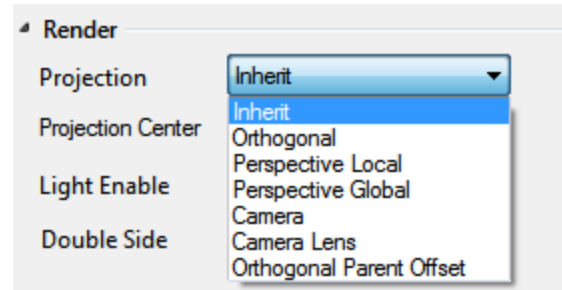 Render
Projection Inherit
Inherit
Projection Center
Orthogonal
Perspective Local
Light Enable
Perspective Global
Camera
Double Side
Camera Lens
Orthogonal Parent Offset